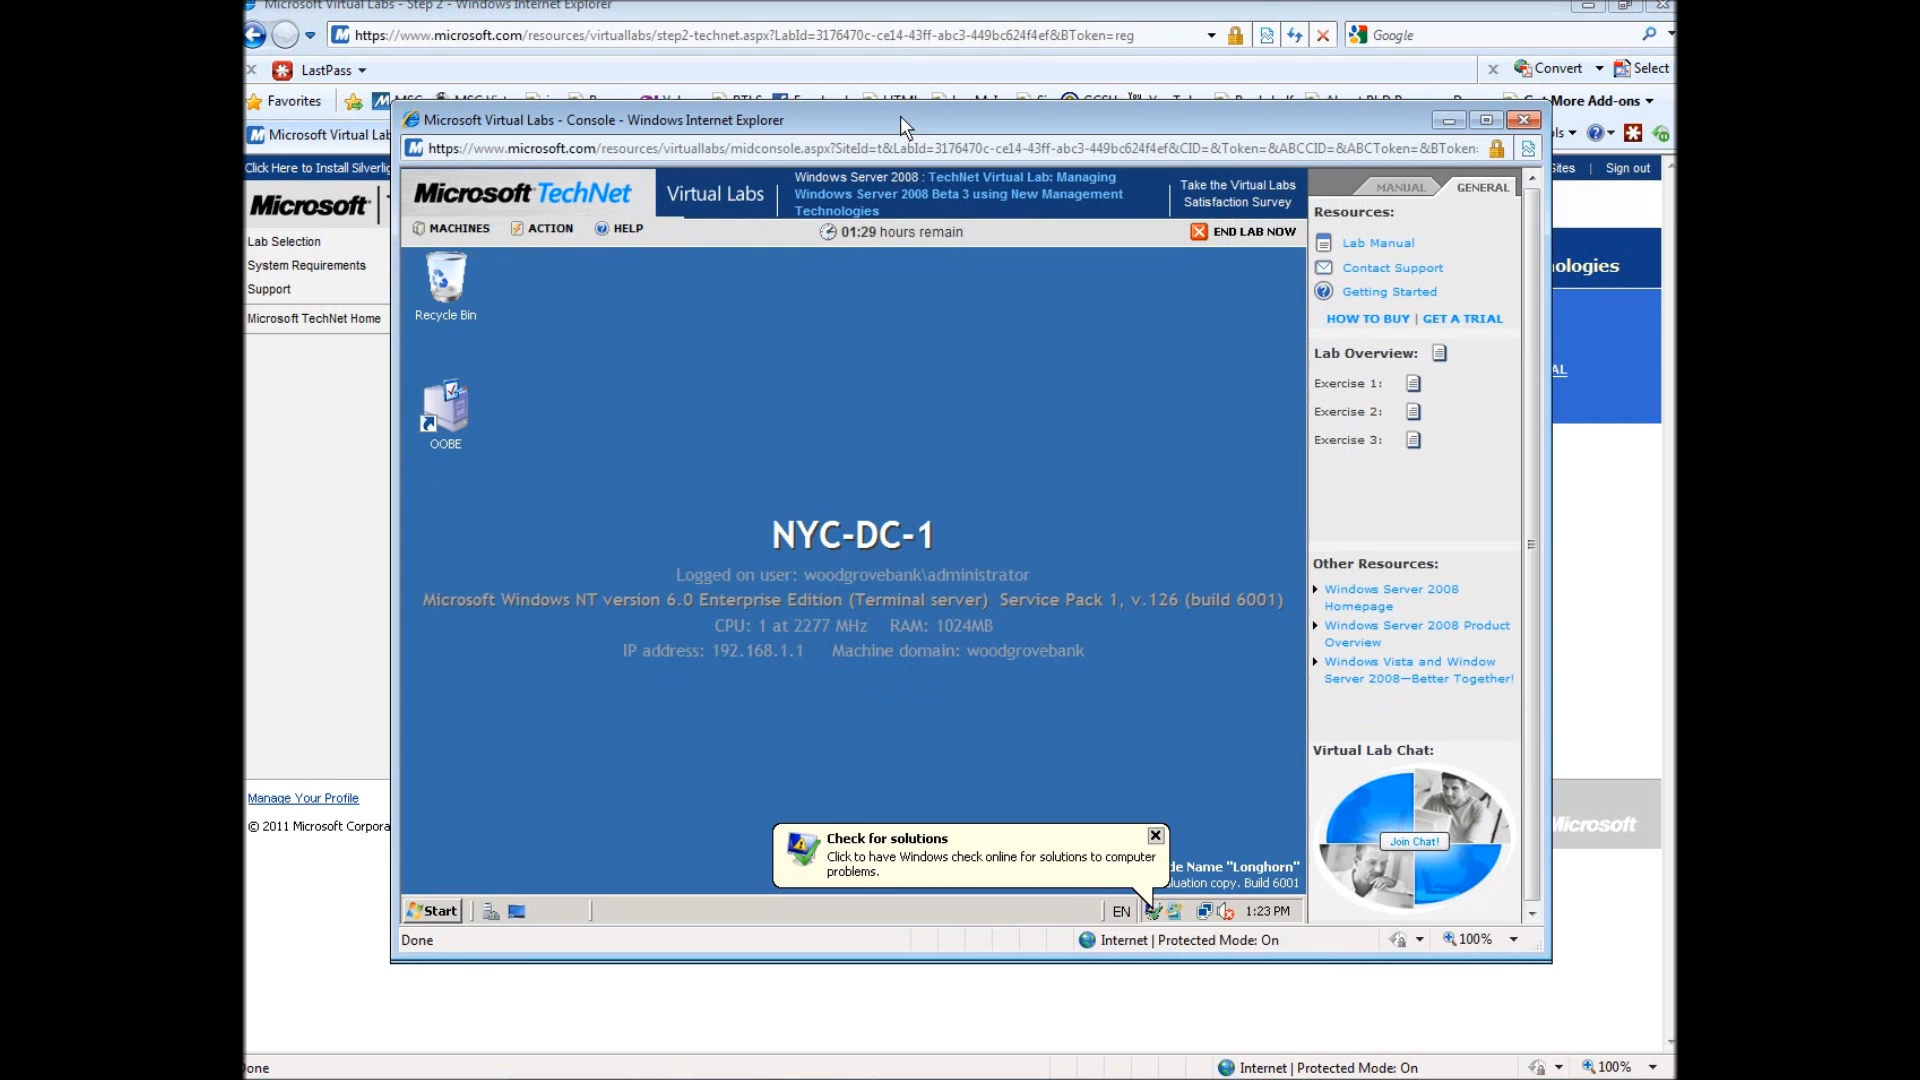 Microsoft Virtual Labs - Step 2 - Windows Internet Explorer
https://www.microsoft.com/resources/virtuallabs/step2-technet.aspx?LabId=3176470c-ce14-43ff-abc3-449bc624f4ef&BToken=reg
Google
LastPass
Convert
Select
Favorites
More Add-ons
Microsoft Virtual Lab
Microsoft Virtual Labs - Console - Windows Internet Explorer
https://www.microsoft.com/resources/virtuallabs/midconsole.aspx?SiteId=t&LabId=3176470c-ce14-43ff-abc3-449bc624f4ef&CID=&Token=&ABCCID=&ABCToken=&BToken:
Click Here to Install Silverlig
Sites
Sign out
Microsoft
Lab Selection
System Requirements
Support
Microsoft TechNet Home
Manage Your Profile
© 2011 Microsoft Corpora
ologies
AL
Microsoft
Microsoft TechNet
Virtual Labs
Windows Server 2008 : TechNet Virtual Lab: Managing
Windows Server 2008 Beta 3 using New Management
Technologies
Take the Virtual Labs
Satisfaction Survey
MACHINES
ACTION
HELP
01:29 hours remain
END LAB NOW
Recycle Bin
OOBE
NYC-DC-1
Logged on user: woodgrovebank\administrator
Microsoft Windows NT version 6.0 Enterprise Edition (Terminal server) Service Pack 1, v.126 (build 6001)
CPU: 1 at 2277 MHz RAM: 1024MB
IP address: 192.168.1.1 Machine domain: woodgrovebank
Check for solutions
Click to have Windows check online for solutions to computer
problems.
de Name "Longhorn"
luation copy. Build 6001
Start
EN
1:23 PM
MANUAL
GENERAL
Resources:
Lab Manual
Contact Support
Getting Started
HOW TO BUY | GET A TRIAL
Lab Overview:
Exercise 1:
Exercise 2:
Exercise 3:
Other Resources:
Windows Server 2008
Homepage
Windows Server 2008 Product
Overview
Windows Vista and Window
Server 2008—Better Together!
Virtual Lab Chat:
Join Chat!
Done
Internet | Protected Mode: On
100%
Done
Internet | Protected Mode: On
100%